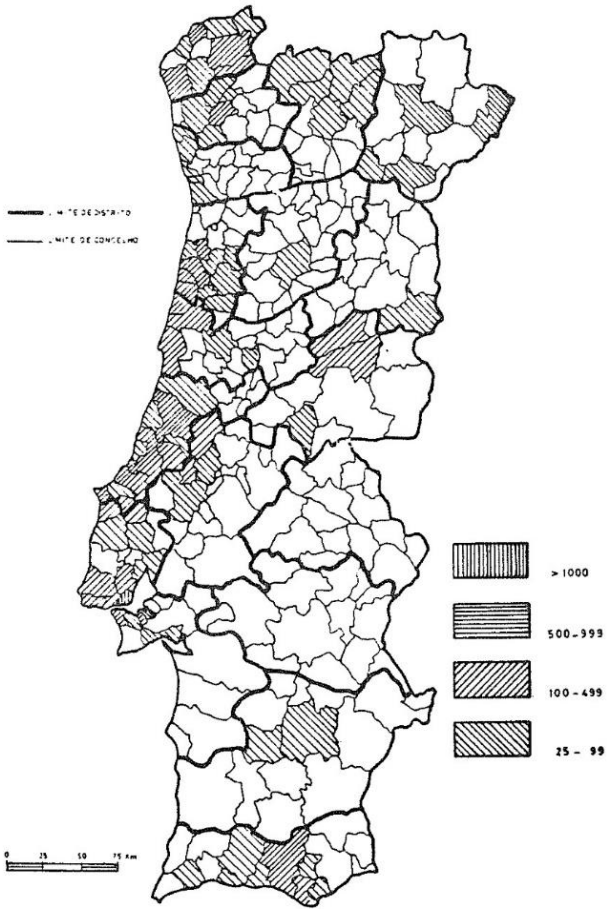 LIMITE DE DISTRITO
LIMITE DE CONCELHO
> 1000
500-999
100-499
25 - 99
0 25 50 75 Km